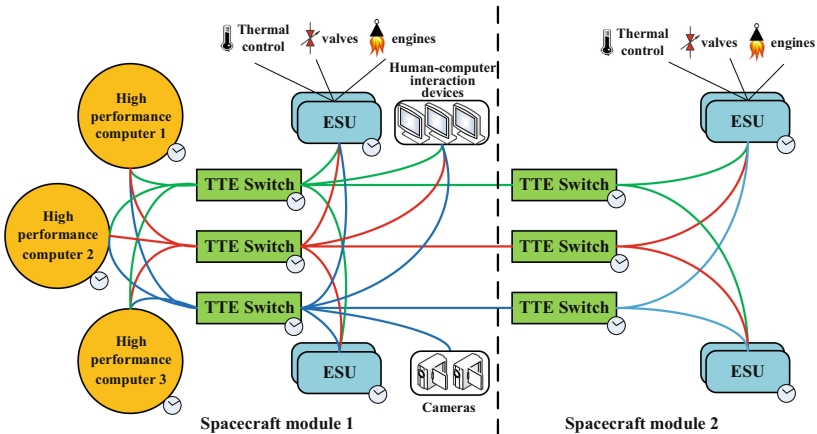 Thermal
control
valves
engines
Human-computer
interaction
devices
ESU
High
performance
computer 1
TTE Switch
High
performance
computer 2
TTE Switch
High
performance
computer 3
TTE Switch
ESU
Cameras
Spacecraft module 1
Thermal
control
valves
engines
ESU
TTE Switch
TTE Switch
TTE Switch
ESU
Spacecraft module 2